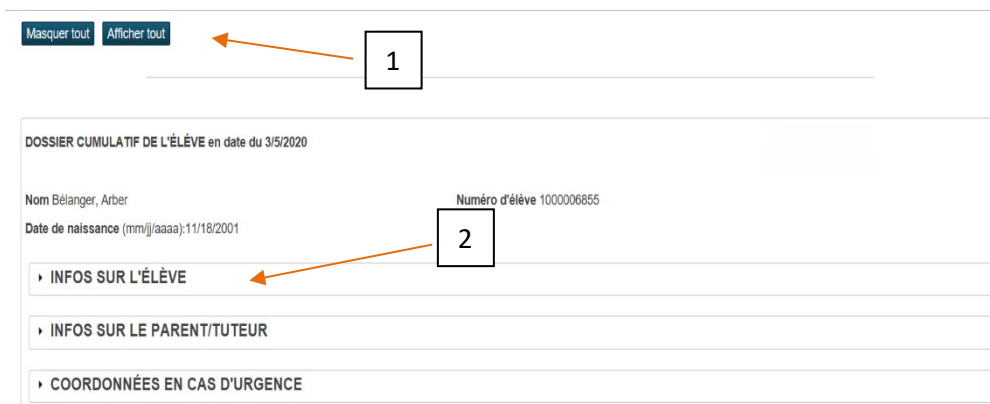 Masquer tout Afficher tout
1
DOSSIER CUMULATIF DE L'ÉLÉVE en date du 3/5/2020
Nom Bélanger, Arber Numéro d'élève 1000006855
Date de naissance (mm/jj/aaaa):11/18/2001
2
INFOS SUR L'ÉLÈVE
INFOS SUR LE PARENT/TUTEUR
COORDONNÉES EN CAS D'URGENCE